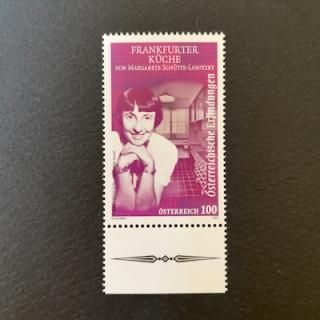 FRANKFURTER
KÜCHE
VON MARGARETE SCHÜTTE-LIHOTZKY
Österreichische Erfindungen
ÖSTERREICH 100